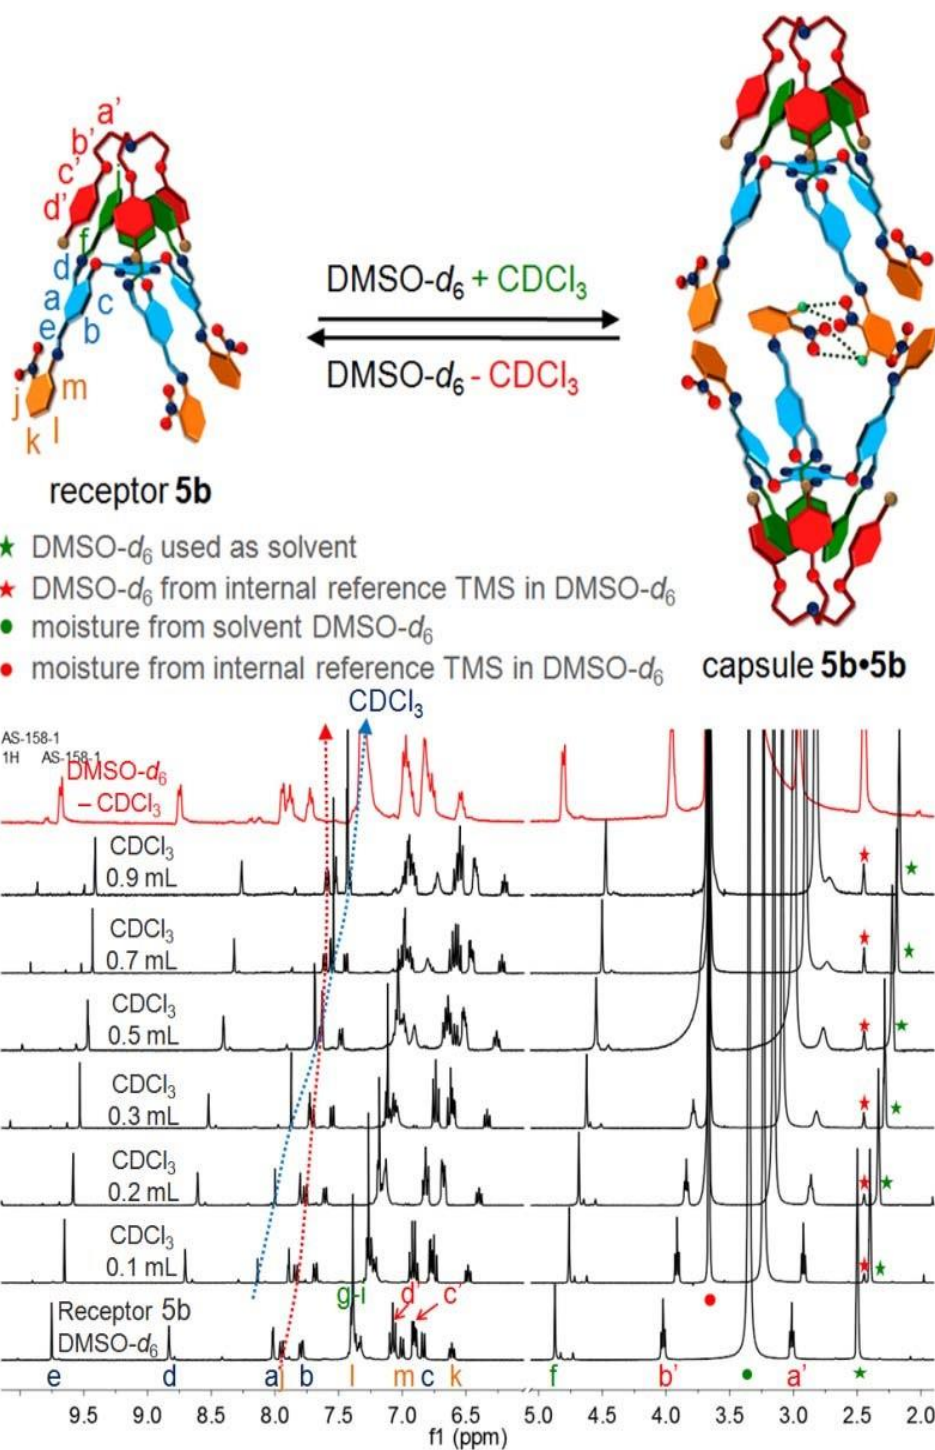 a'
b'
c'
i
d'
f
d
a
c
e
b
j
m
k
l
receptor 5b
DMSO-d6 + CDCl3
DMSO-d6 - CDCl3
★ DMSO-d6 used as solvent
★ DMSO-d6 from internal reference TMS in DMSO-d6
● moisture from solvent DMSO-d6
● moisture from internal reference TMS in DMSO-d6
capsule 5b•5b
CDCl3
AS-158-1
1H AS-158-1
DMSO-d6
– CDCl3
CDCl3
0.9 mL
CDCl3
0.7 mL
CDCl3
0.5 mL
CDCl3
0.3 mL
CDCl3
0.2 mL
CDCl3
0.1 mL
Receptor 5b
DMSO-d6
g-i d' c'
e d a j b l m c k f b' a'
9.5 9.0 8.5 8.0 7.5 7.0 6.5 5.0 4.5 4.0 3.5 3.0 2.5 2.0
f1 (ppm)